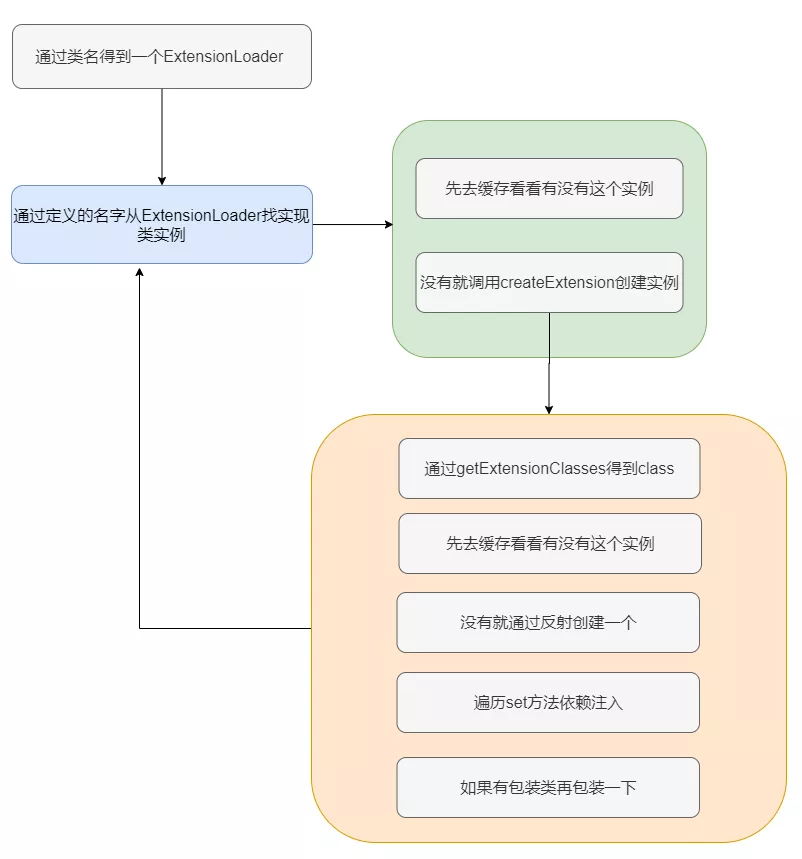 通过类名得到一个ExtensionLoader
通过定义的名字从ExtensionLoader找实现
类实例
先去缓存看看有没有这个实例
没有就调用createExtension创建实例
通过getExtensionClasses得到class
先去缓存看看有没有这个实例
没有就通过反射创建一个
遍历set方法依赖注入
如果有包装类再包装一下